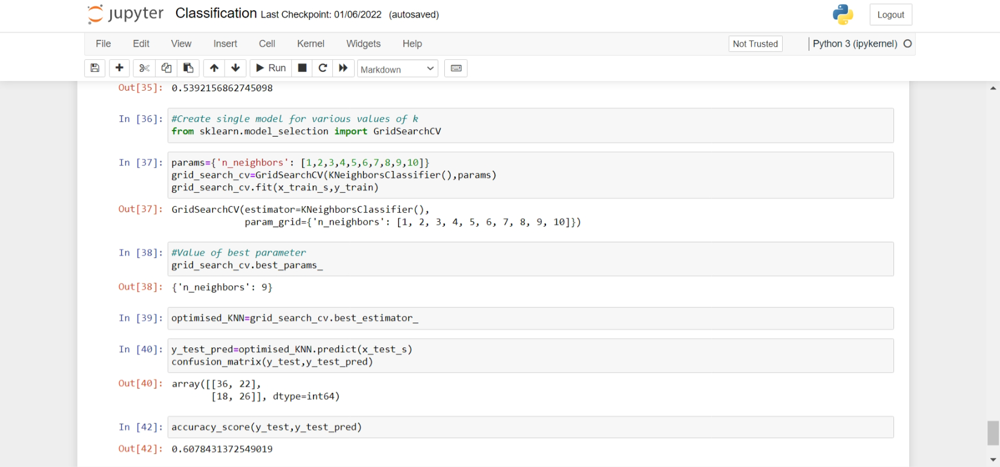 jupyter Classification Last Checkpoint: 01/06/2022 (autosaved)
Logout
File Edit View Insert Cell Kernel Widgets Help
Not Trusted
Python 3 (ipykernel)
Run
Markdown
Out[35]: 0.5392156862745098
In [36]: #Create single model for various values of k
from sklearn.model_selection import GridSearchCV
In [37]: params={'n_neighbors': [1,2,3,4,5,6,7,8,9,10]}
grid_search_cv=GridSearchCV(KNeighborsClassifier(),params)
grid_search_cv.fit(x_train_s,y_train)
Out[37]: GridSearchCV(estimator=KNeighborsClassifier(),
param_grid={'n_neighbors': [1, 2, 3, 4, 5, 6, 7, 8, 9, 10]})
In [38]: #Value of best parameter
grid_search_cv.best_params_
Out[38]: {'n_neighbors': 9}
In [39]: optimised_KNN=grid_search_cv.best_estimator_
In [40]: y_test_pred=optimised_KNN.predict(x_test_s)
confusion_matrix(y_test,y_test_pred)
Out[40]: array([[36, 22],
[18, 26]], dtype=int64)
In [42]: accuracy_score(y_test,y_test_pred)
Out[42]: 0.6078431372549019